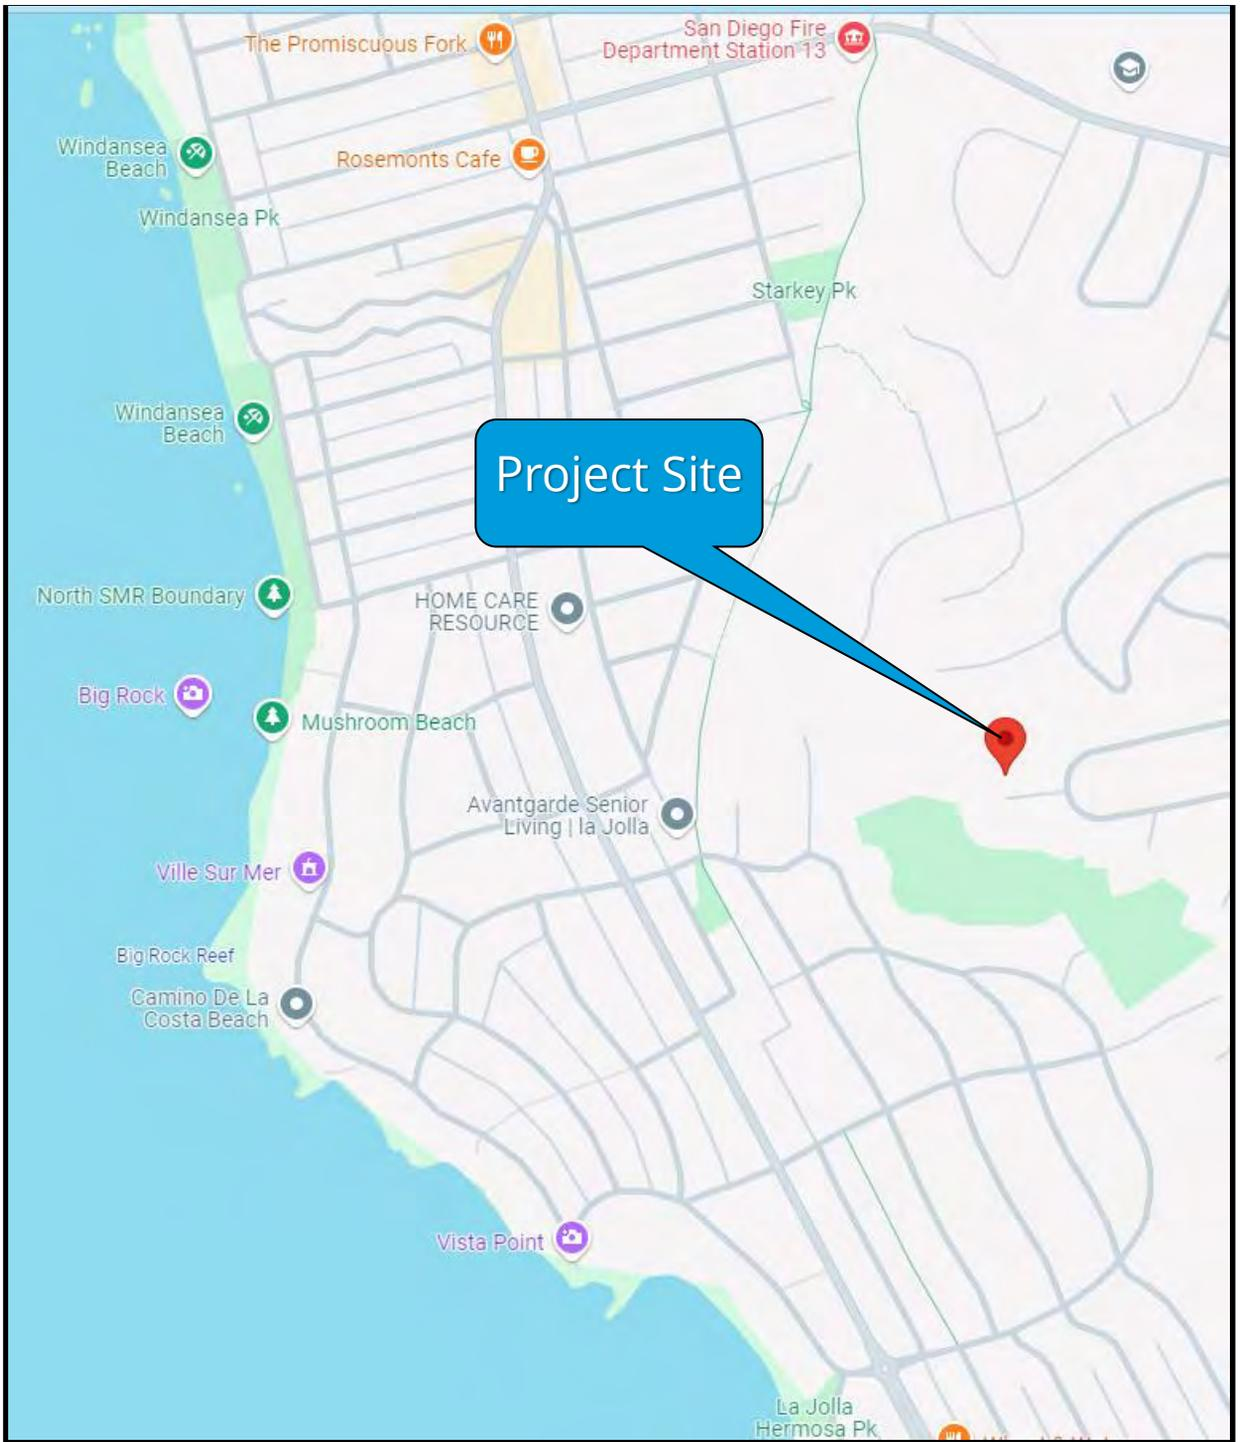 The Promiscuous Fork
San Diego Fire
Department Station 13
Windansea
Beach
Rosemonts Cafe
Windansea Pk
Starkey Pk
Windansea
Beach
Project Site
North SMR Boundary
HOME CARE
RESOURCE
Big Rock
Mushroom Beach
Avantgarde Senior
Living | la Jolla
Ville Sur Mer
Big Rock Reef
Camino De La
Costa Beach
Vista Point
La Jolla
Hermosa Pk